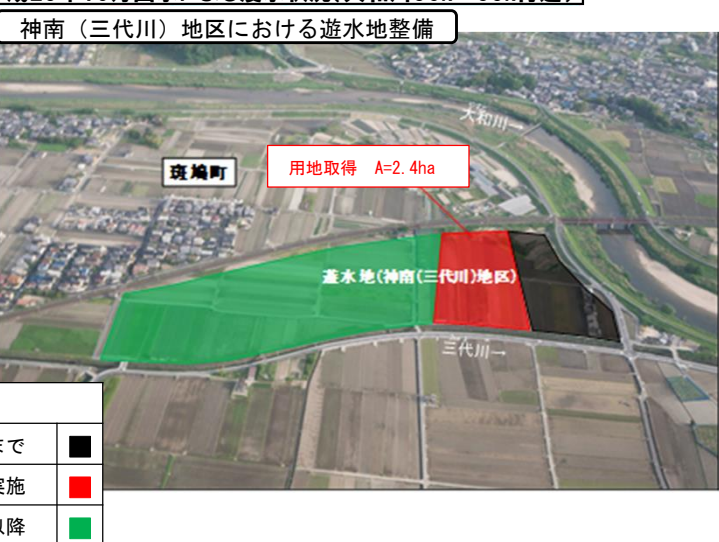 神南（三代川）地区における遊水地整備
大和川→
斑鳩町
用地取得 A=2.4ha
遊水地(神南(三代川)地区)
三代川→
まで
実施
以降